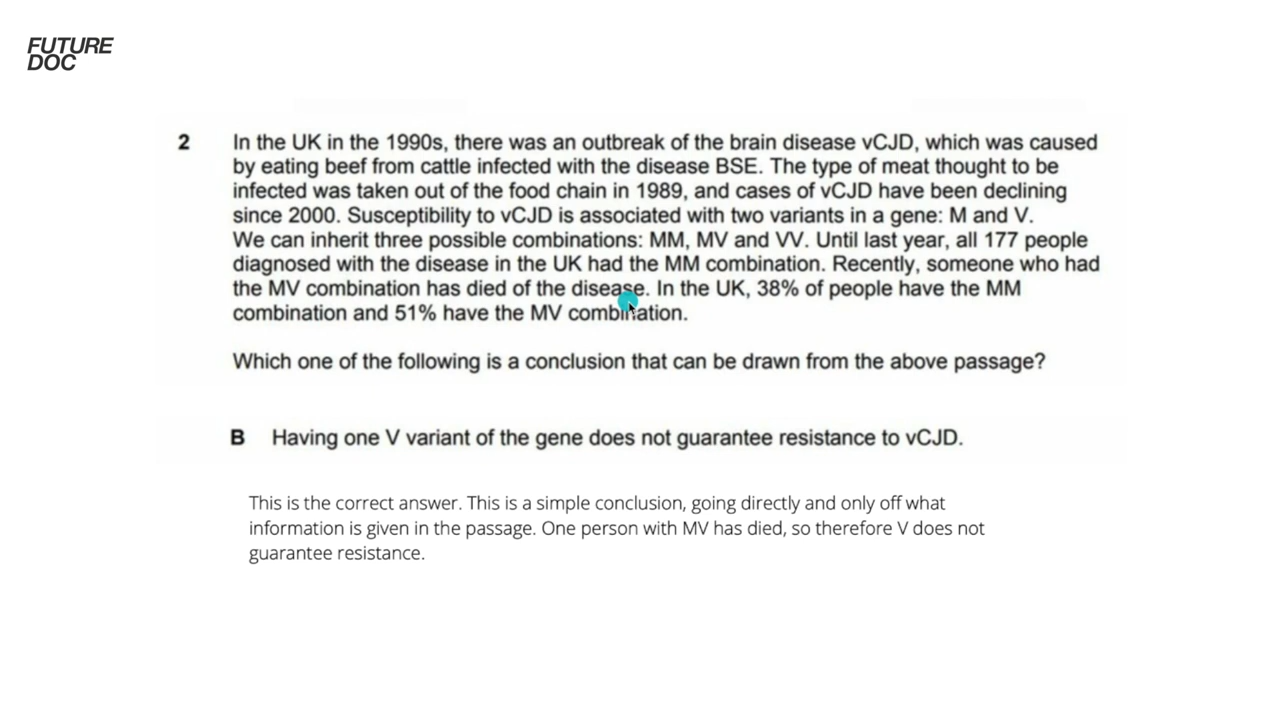 FUTURE
DOC
2 In the UK in the 1990s, there was an outbreak of the brain disease vCJD, which was caused
by eating beef from cattle infected with the disease BSE. The type of meat thought to be
infected was taken out of the food chain in 1989, and cases of vCJD have been declining
since 2000. Susceptibility to vCJD is associated with two variants in a gene: M and V.
We can inherit three possible combinations: MM, MV and VV. Until last year, all 177 people
diagnosed with the disease in the UK had the MM combination. Recently, someone who had
the MV combination has died of the disease. In the UK, 38% of people have the MM
combination and 51% have the MV combination.
Which one of the following is a conclusion that can be drawn from the above passage?
B Having one V variant of the gene does not guarantee resistance to vCJD.
This is the correct answer. This is a simple conclusion, going directly and only off what
information is given in the passage. One person with MV has died, so therefore V does not
guarantee resistance.